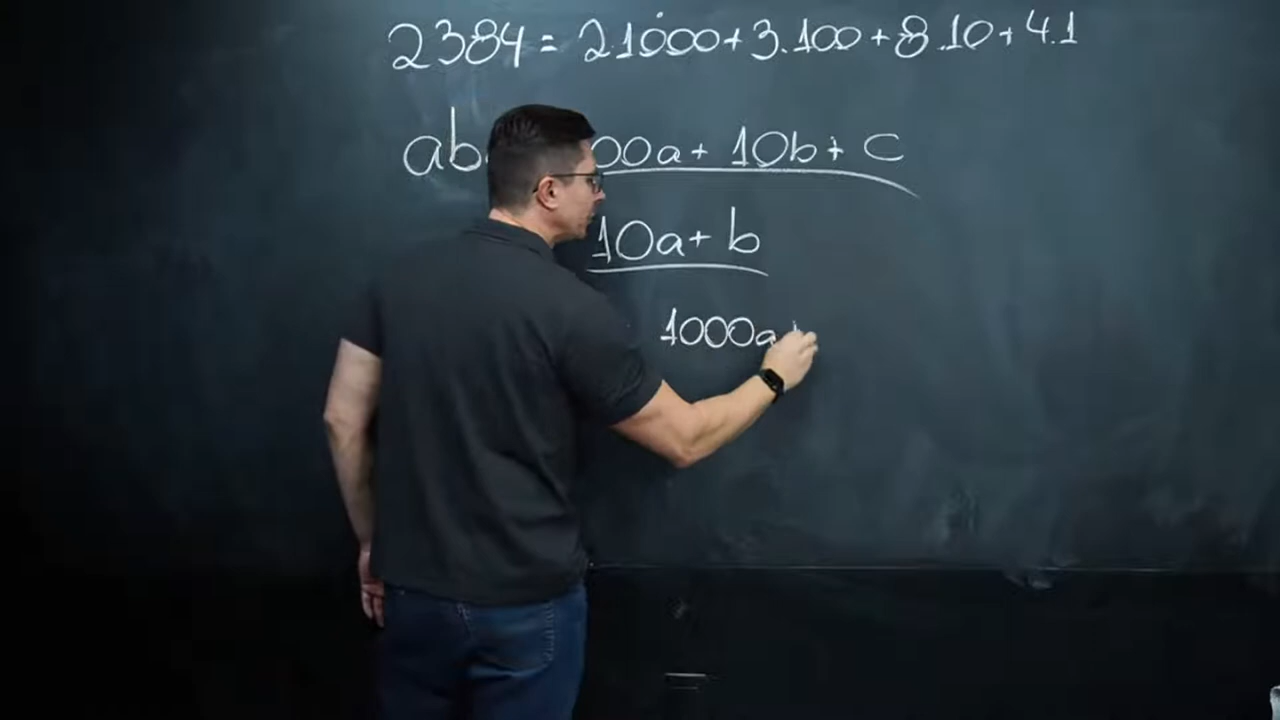 2384 = 2.1000+3.100+8.10+4.1
ab 00a+ 10b+ c
10a+ b
1000a